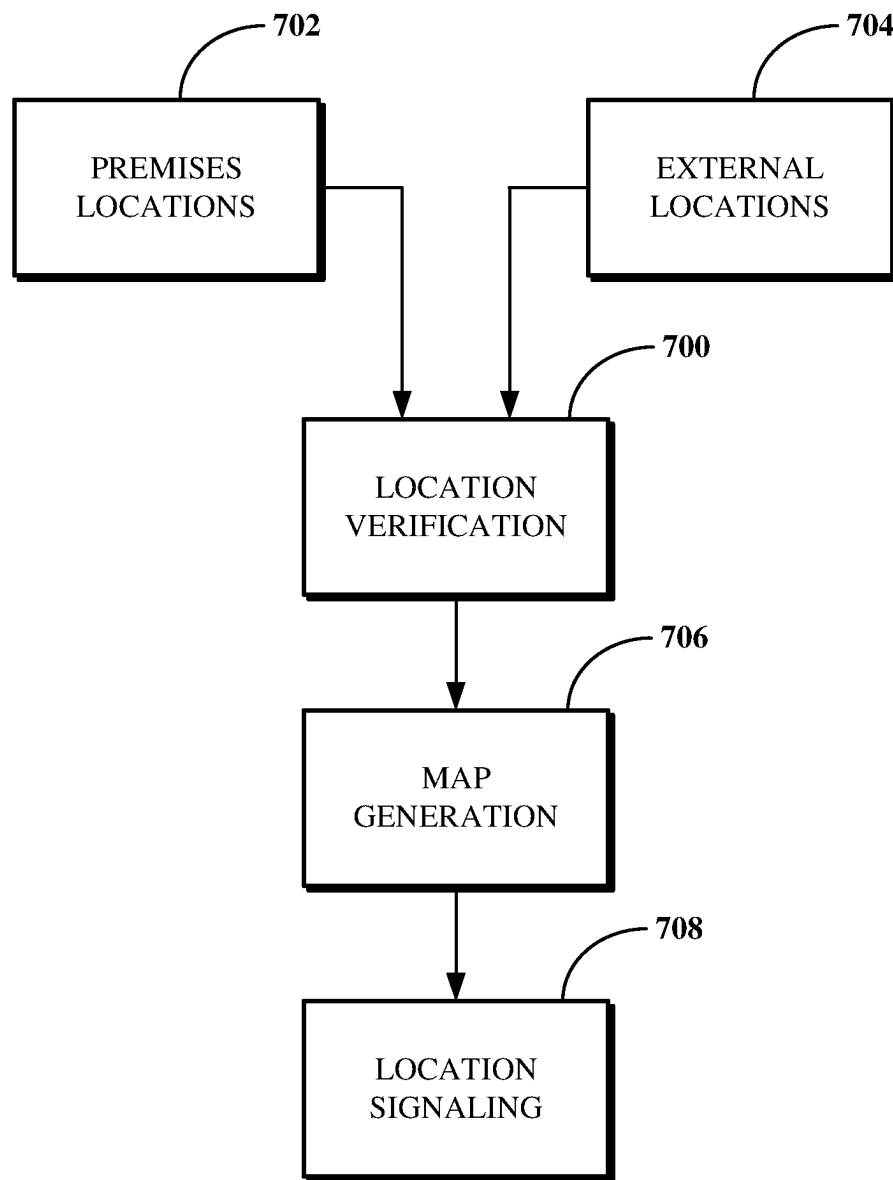 702
704
PREMISES
LOCATIONS
EXTERNAL
LOCATIONS
700
LOCATION
VERIFICATION
706
MAP
GENERATION
708
LOCATION
SIGNALING